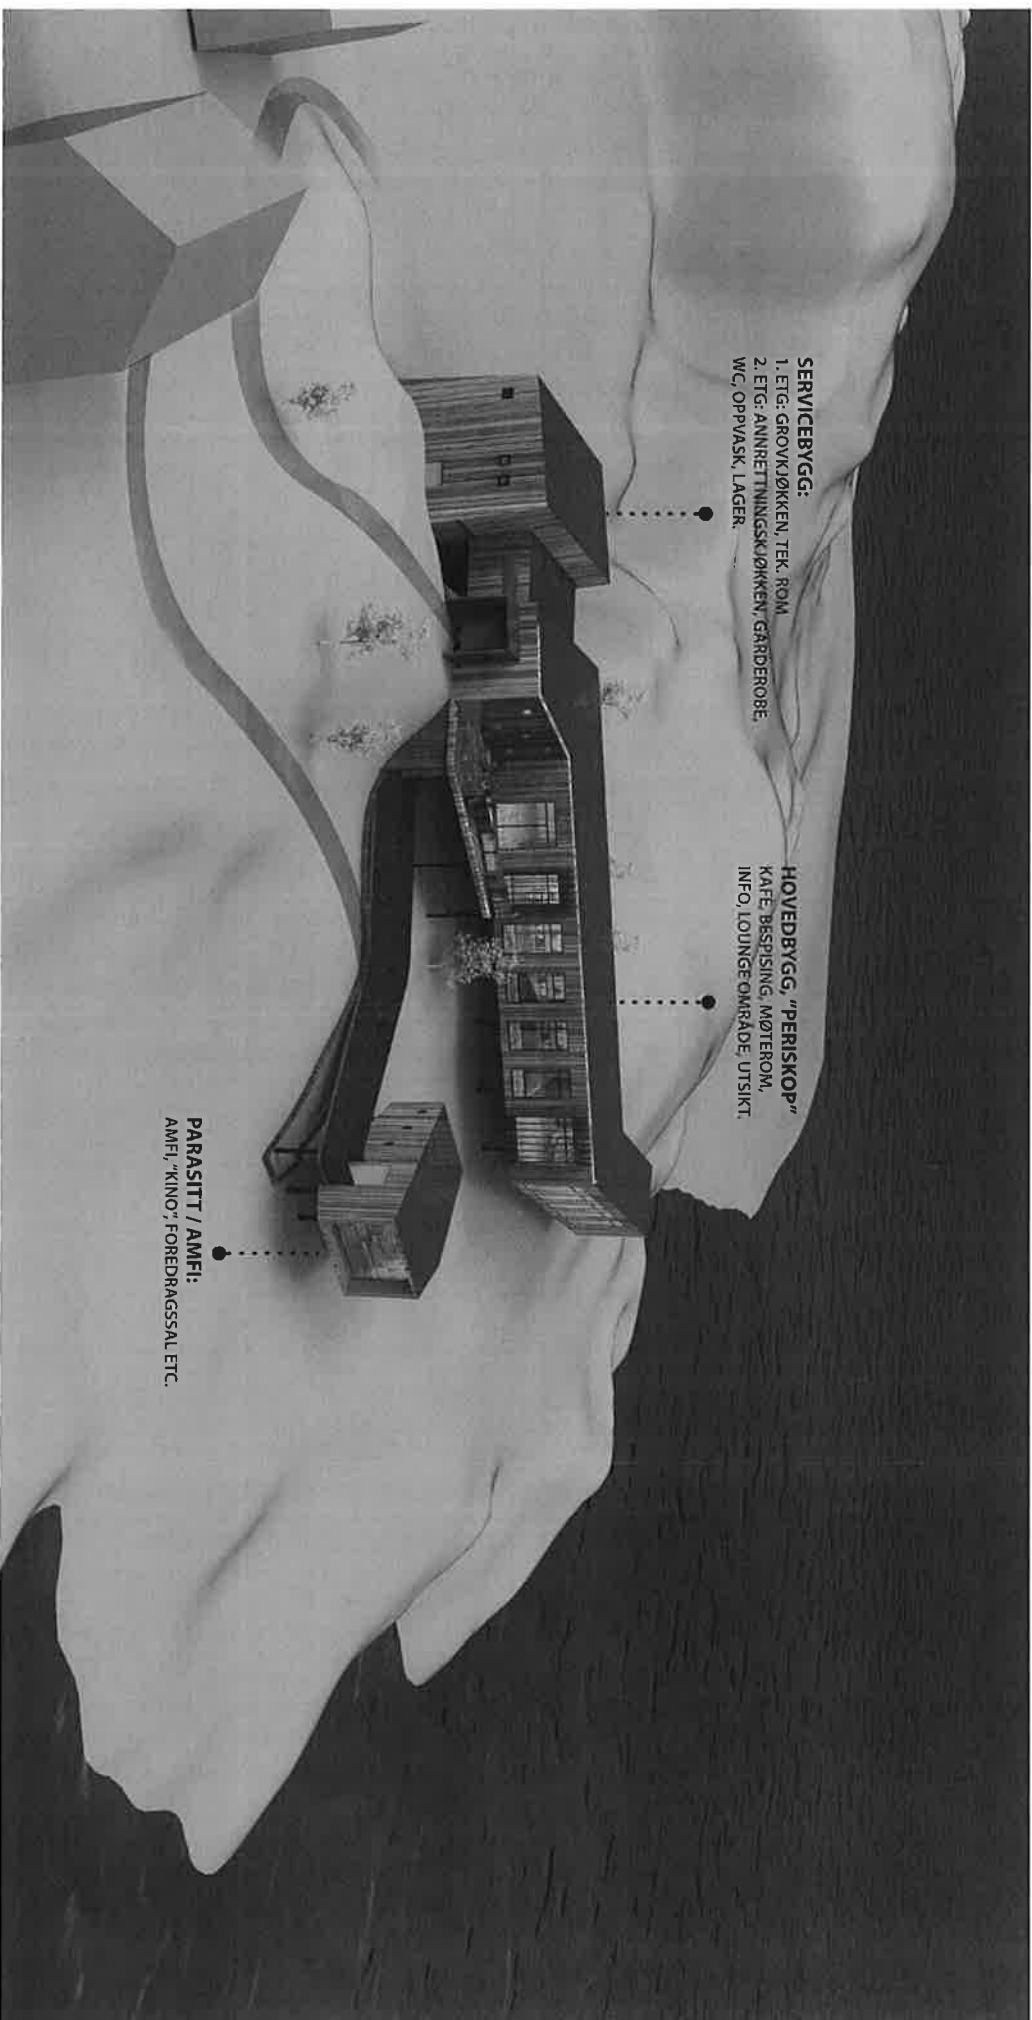 SERVICEBYGG:
1. ETG: GROVKJØKKEN, TEK. ROM
2. ETG: ANNRETTNINGSKJØKKEN, GARDEROBE,
WC, OPPVASK, LAGER.
HOVEDBYGG, "PERISKOP"
KAFE, BESPISING, MØTEROM,
INFO, LOUNGEOMRÅDE, UTSIKT.
PARASITT / AMFI:
AMFI, "KINO", FOREDRAGSSAL ETC.